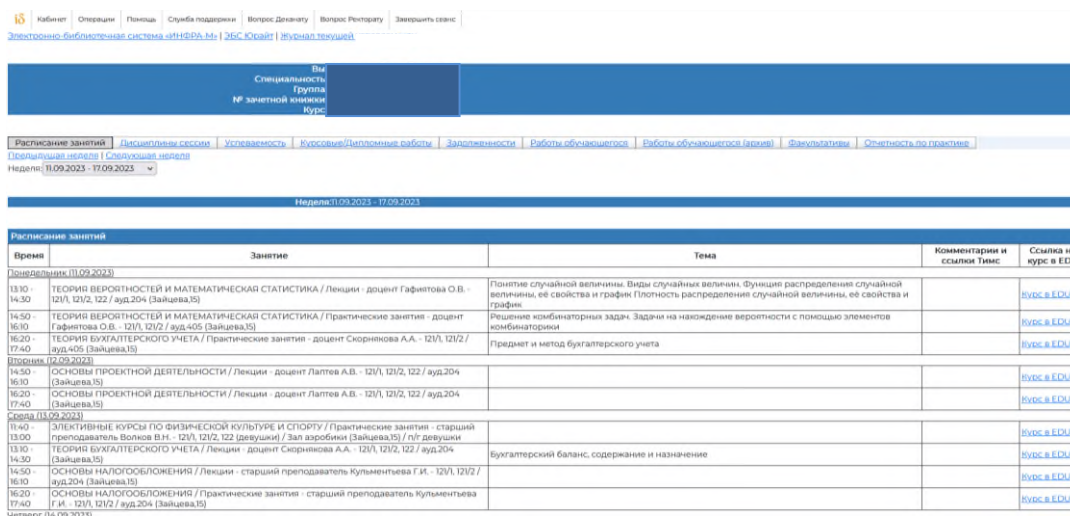 Кабинет Операции Помощь Служба поддержки Вопрос Деканату Вопрос Ректорату Завершить сеанс
Электронно-библиотечная система «ИНФРА-М» | ЭБС Юрайт | Журнал текущей
Вы
Специальность
Группа
№ зачетной книжки
Курс
Расписание занятий Дисциплины сессии Успеваемость Курсовые/Дипломные работы Задолженности Работы обучающегося Работы обучающегося (архив) Факультативы Отчетность по практике
Предыдущая неделя | Следующая неделя
Неделя: 11.09.2023 - 17.09.2023
Неделя:11.09.2023 - 17.09.2023
Расписание занятий
Время Занятие Тема Комментарии и Ссылка н
ссылки Тимс курс в ED
Понедельник (11.09.2023)
Понятие случайной величины. Виды случайных величин. Функция распределения случайной
13:10 - ТЕОРИЯ ВЕРОЯТНОСТЕЙ И МАТЕМАТИЧЕСКАЯ СТАТИСТИКА / Лекции - доцент Гафиятова О.В. - величины, её свойства и график Плотность распределения случайной величины, её свойства и
14:30 121/1, 121/2, 122 / ауд.204 (Зайцева,15) график Курс в EDU
14:50 - ТЕОРИЯ ВЕРОЯТНОСТЕЙ И МАТЕМАТИЧЕСКАЯ СТАТИСТИКА / Практические занятия - доцент Решение комбинаторных задач. Задачи на нахождение вероятности с помощью элементов
16:10 Гафиятова О.В. - 121/1, 121/2 / ауд.405 (Зайцева,15) комбинаторики Курс в EDU
16:20 - ТЕОРИЯ БУХГАЛТЕРСКОГО УЧЕТА / Практические занятия - доцент Скорнякова А.А. - 121/1, 121/2 / Предмет и метод бухгалтерского учета Курс в EDU
17:40 ауд.405 (Зайцева,15)
Вторник (12.09.2023)
14:50 - ОСНОВЫ ПРОЕКТНОЙ ДЕЯТЕЛЬНОСТИ / Лекции - доцент Лаптев А.В. - 121/1, 121/2, 122 / ауд.204
16:10 (Зайцева,15) Курс в EDU
16:20 - ОСНОВЫ ПРОЕКТНОЙ ДЕЯТЕЛЬНОСТИ / Лекции - доцент Лаптев А.В. - 121/1, 121/2, 122 / ауд.204
17:40 (Зайцева,15) Курс в EDU
Среда (13.09.2023)
11:40 - ЭЛЕКТИВНЫЕ КУРСЫ ПО ФИЗИЧЕСКОЙ КУЛЬТУРЕ И СПОРТУ / Практические занятия - старший
13:00 преподаватель Волков В.Н. - 121/1, 121/2, 122 (девушки) / Зал аэробики (Зайцева,15) / п/г девушки Курс в EDU
13:10 - ТЕОРИЯ БУХГАЛТЕРСКОГО УЧЕТА / Лекции - доцент Скорнякова А.А. - 121/1, 121/2, 122 / ауд.204 Бухгалтерский баланс, содержание и назначение Курс в EDU
14:30 (Зайцева,15)
14:50 - ОСНОВЫ НАЛОГООБЛОЖЕНИЯ / Лекции - старший преподаватель Кульментьева Г.И. - 121/1, 121/2 /
16:10 ауд.204 (Зайцева,15) Курс в EDU
16:20 - ОСНОВЫ НАЛОГООБЛОЖЕНИЯ / Практические занятия - старший преподаватель Кульментьева
17:40 Г.И. - 121/1, 121/2 / ауд.204 (Зайцева,15) Курс в EDU
Четверг (14.09.2023)